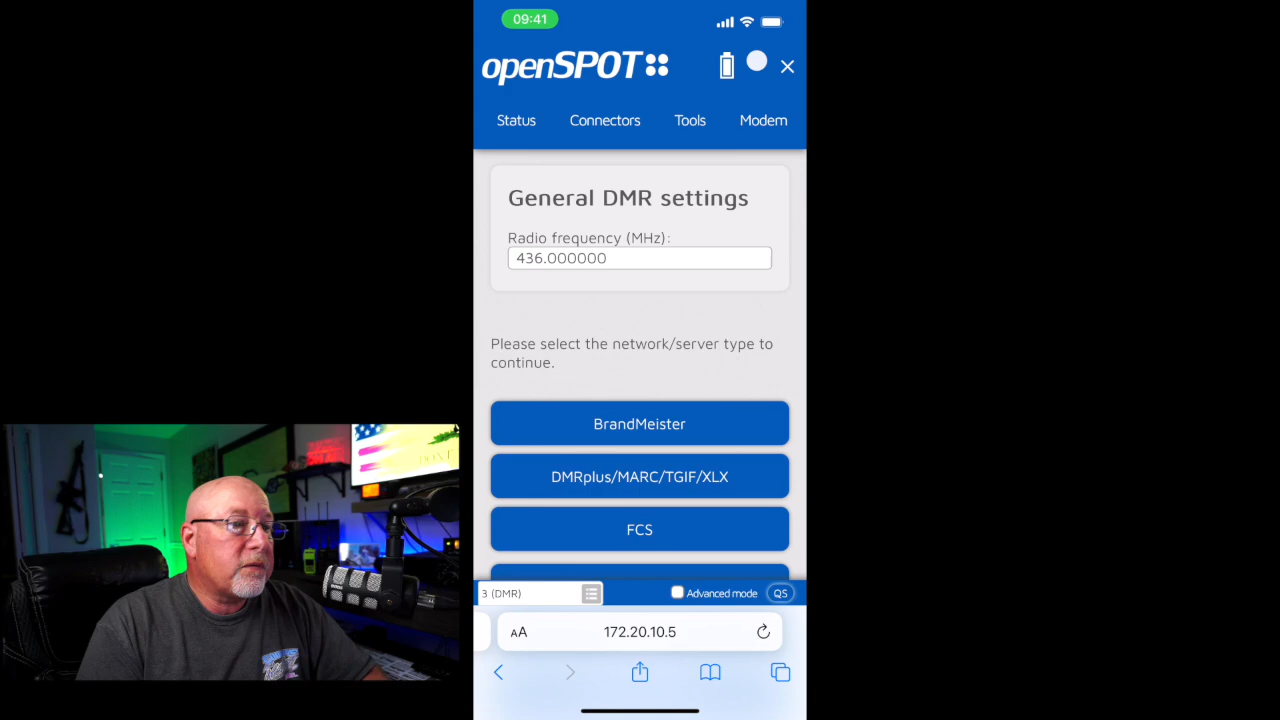 09:41
openSPOT
Status Connectors Tools Modem
General DMR settings
Radio frequency (MHz):
436.000000
Please select the network/server type to
continue.
BrandMeister
DMRplus/MARC/TGIF/XLX
FCS
3 (DMR) Advanced mode QS
AA 172.20.10.5